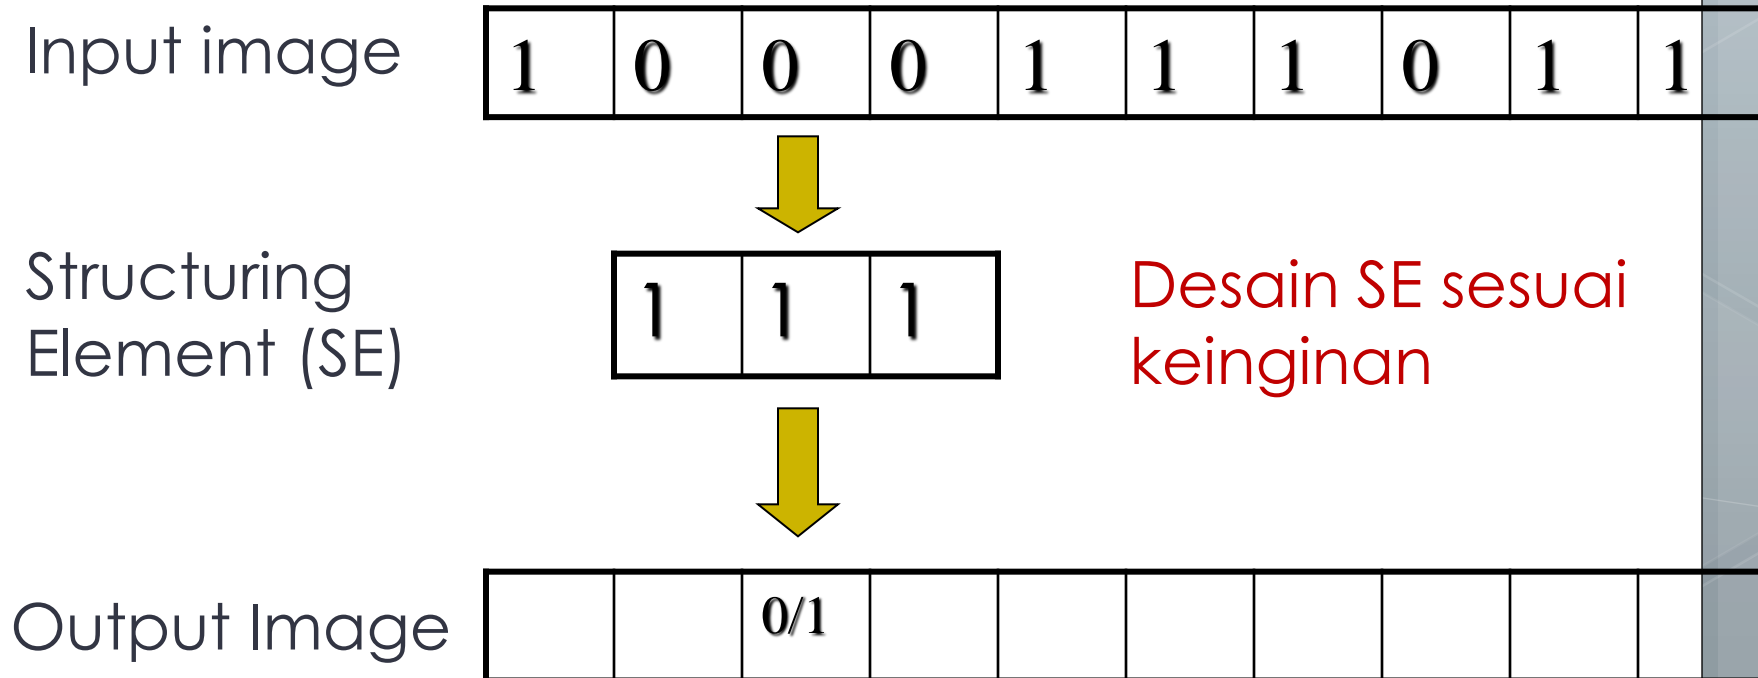 Input image
1 0 0 0 1 1 1 0 1 1
Structuring
Element (SE)
1 1 1
Desain SE sesuai
keinginan
Output Image
0/1